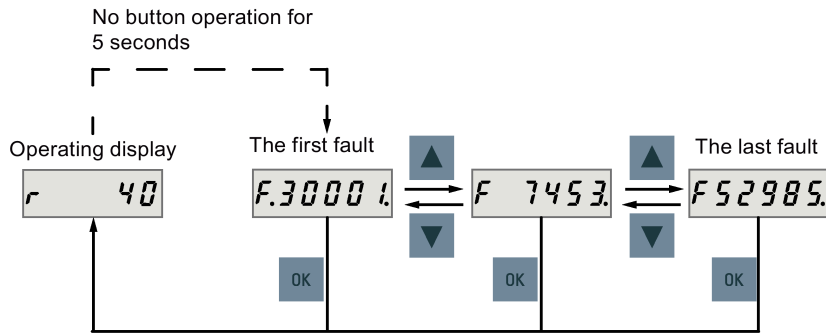 No button operation for
5 seconds
Operating display
The first fault
The last fault
r 40
F.30001.
F 7453.
F52985.
OK
OK
OK